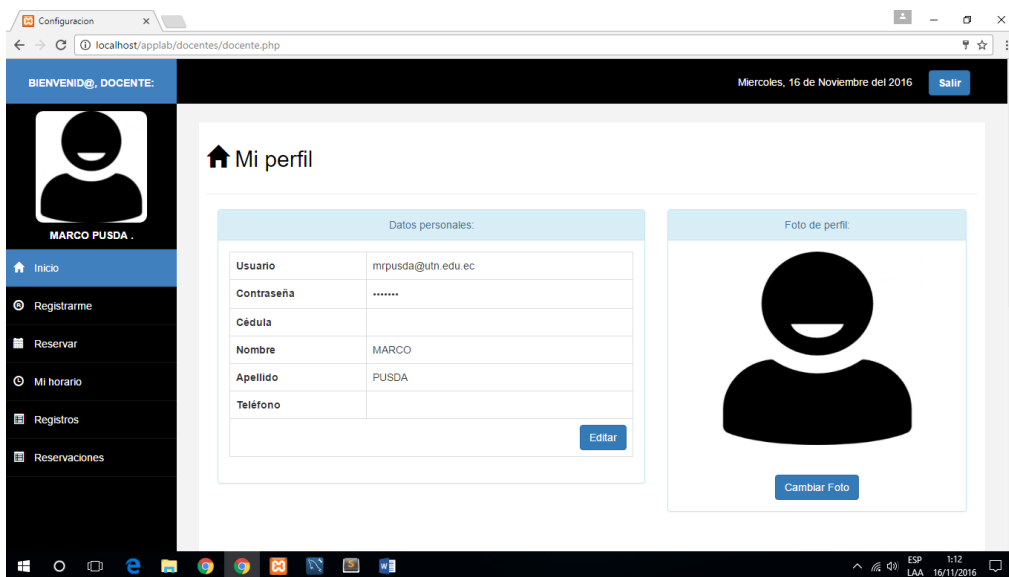 Configuracion
localhost/applab/docentes/docente.php
BIENVENID@, DOCENTE:
Miercoles, 16 de Noviembre del 2016
Salir
MARCO PUSDA .
Inicio
Registrarme
Reservar
Mi horario
Registros
Reservaciones
Mi perfil
Datos personales:
Usuario mrpusda@utn.edu.ec
Contraseña •••••••
Cédula
Nombre MARCO
Apellido PUSDA
Teléfono
Editar
Foto de perfil:
Cambiar Foto
ESP 1:12
LAA 16/11/2016